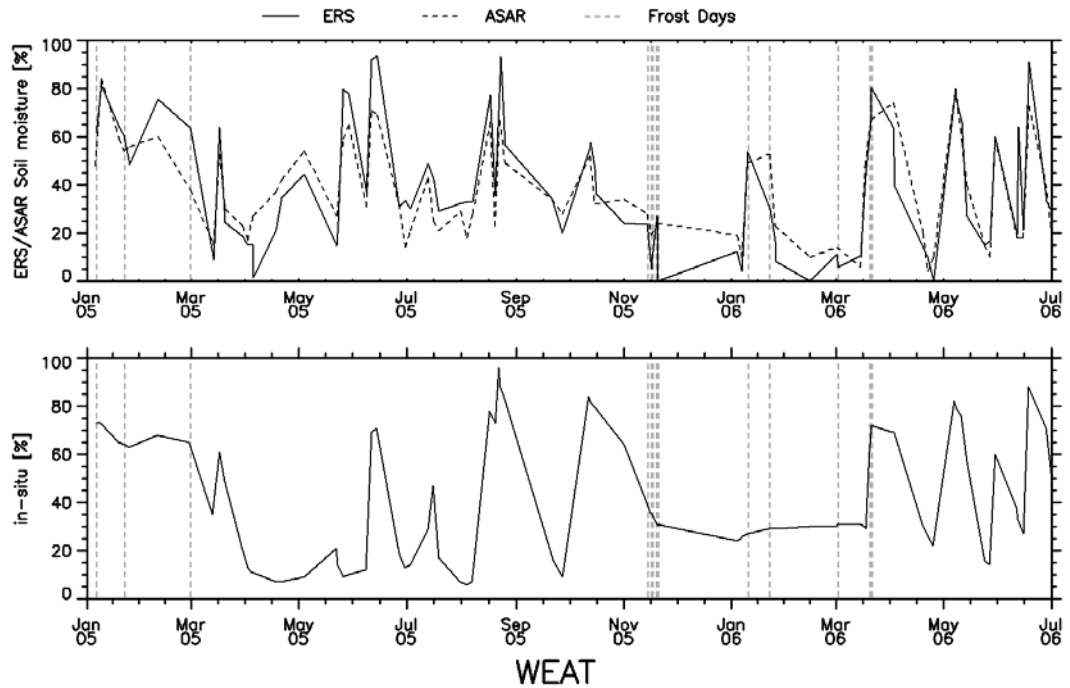 ERS ASAR Frost Days
ERS/ASAR Soil moisture [%]
100
80
60
40
20
0
Jan 05 Mar 05 May 05 Jul 05 Sep 05 Nov 05 Jan 06 Mar 06 May 06 Jul 06
in-situ [%]
100
80
60
40
20
0
Jan 05 Mar 05 May 05 Jul 05 Sep 05 Nov 05 Jan 06 Mar 06 May 06 Jul 06
WEAT